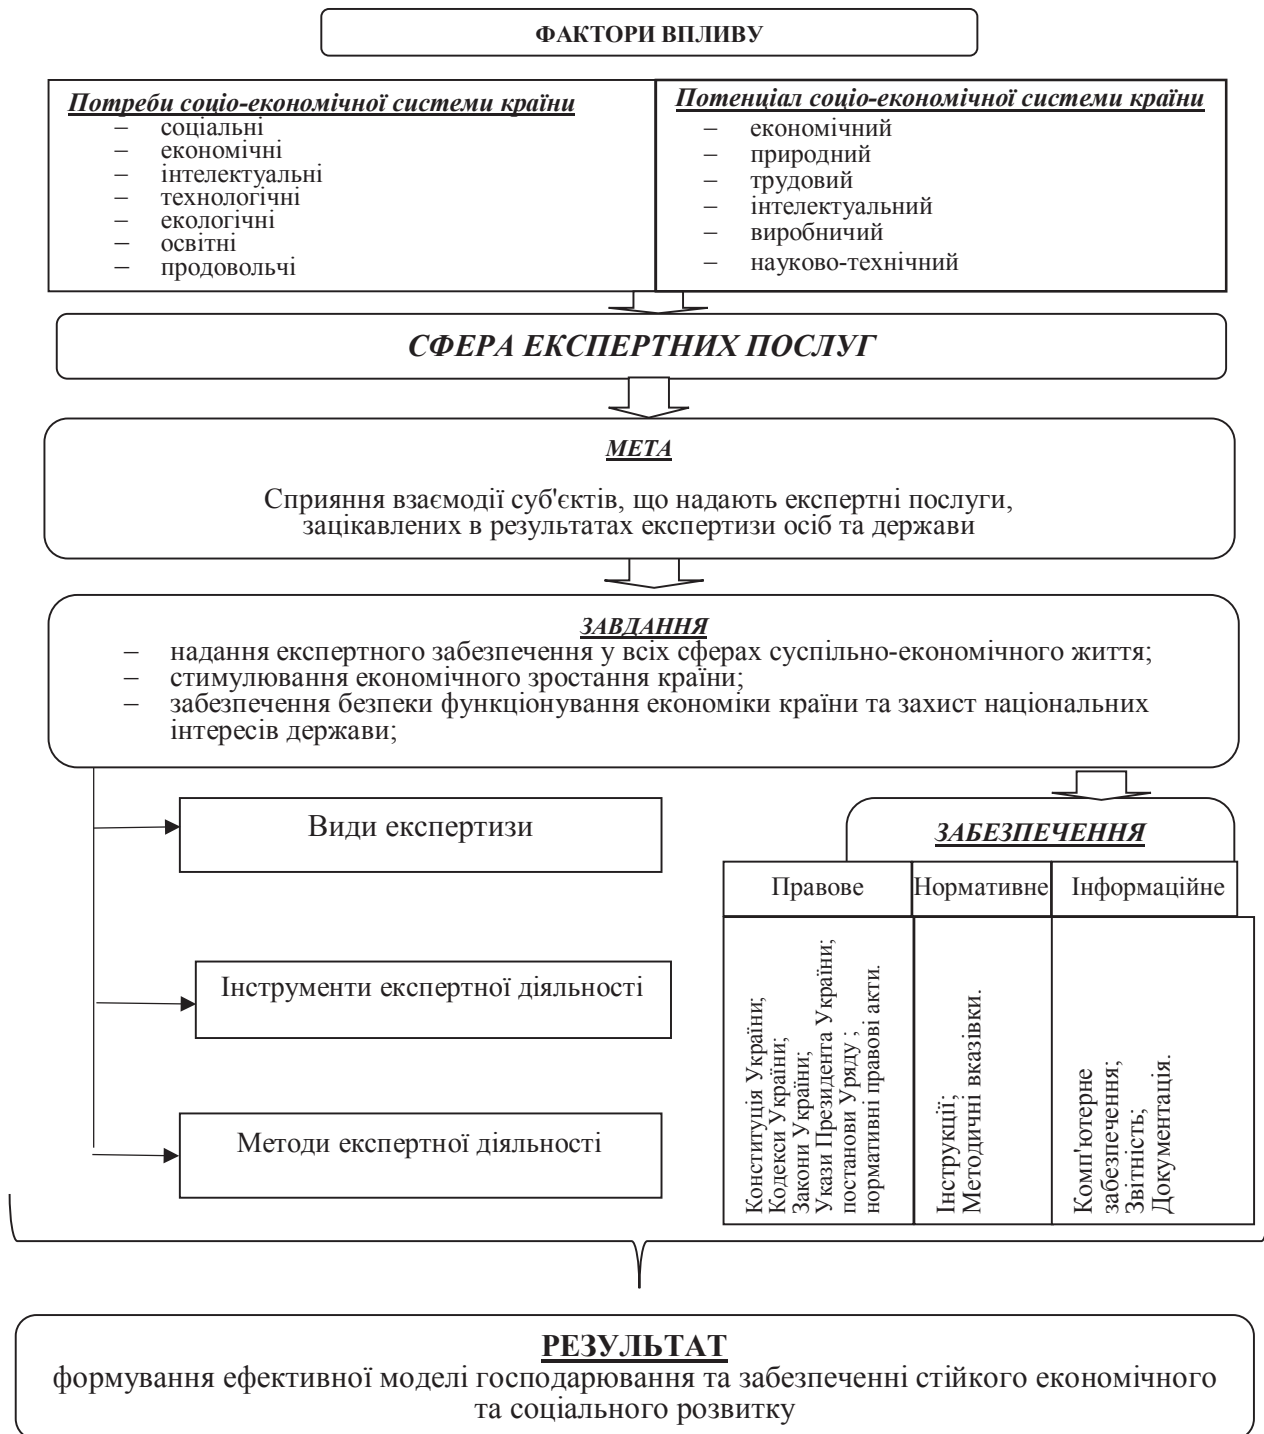 ФАКТОРИ ВПЛИВУ
Потреби соціо-економічної системи країни
– соціальні
– економічні
– інтелектуальні
– технологічні
– екологічні
– освітні
– продовольчі
Потенціал соціо-економічної системи країни
– економічний
– природний
– трудовий
– інтелектуальний
– виробничий
– науково-технічний
СФЕРА ЕКСПЕРТНИХ ПОСЛУГ
МЕТА
Сприяння взаємодії суб'єктів, що надають експертні послуги,
зацікавлених в результатах експертизи осіб та держави
ЗАВДАННЯ
– надання експертного забезпечення у всіх сферах суспільно-економічного життя;
– стимулювання економічного зростання країни;
– забезпечення безпеки функціонування економіки країни та захист національних
інтересів держави;
Види експертизи
Інструменти експертної діяльності
Методи експертної діяльності
ЗАБЕЗПЕЧЕННЯ
Правове
Нормативне
Інформаційне
Конституція України;
Кодекси України;
Закони України;
Укази Президента України;
постанови Уряду ;
нормативні правові акти.
Інструкції;
Методичні вказівки.
Комп'ютерне
забезпечення;
Звітність;
Документація.
РЕЗУЛЬТАТ
формування ефективної моделі господарювання та забезпеченні стійкого економічного
та соціального розвитку